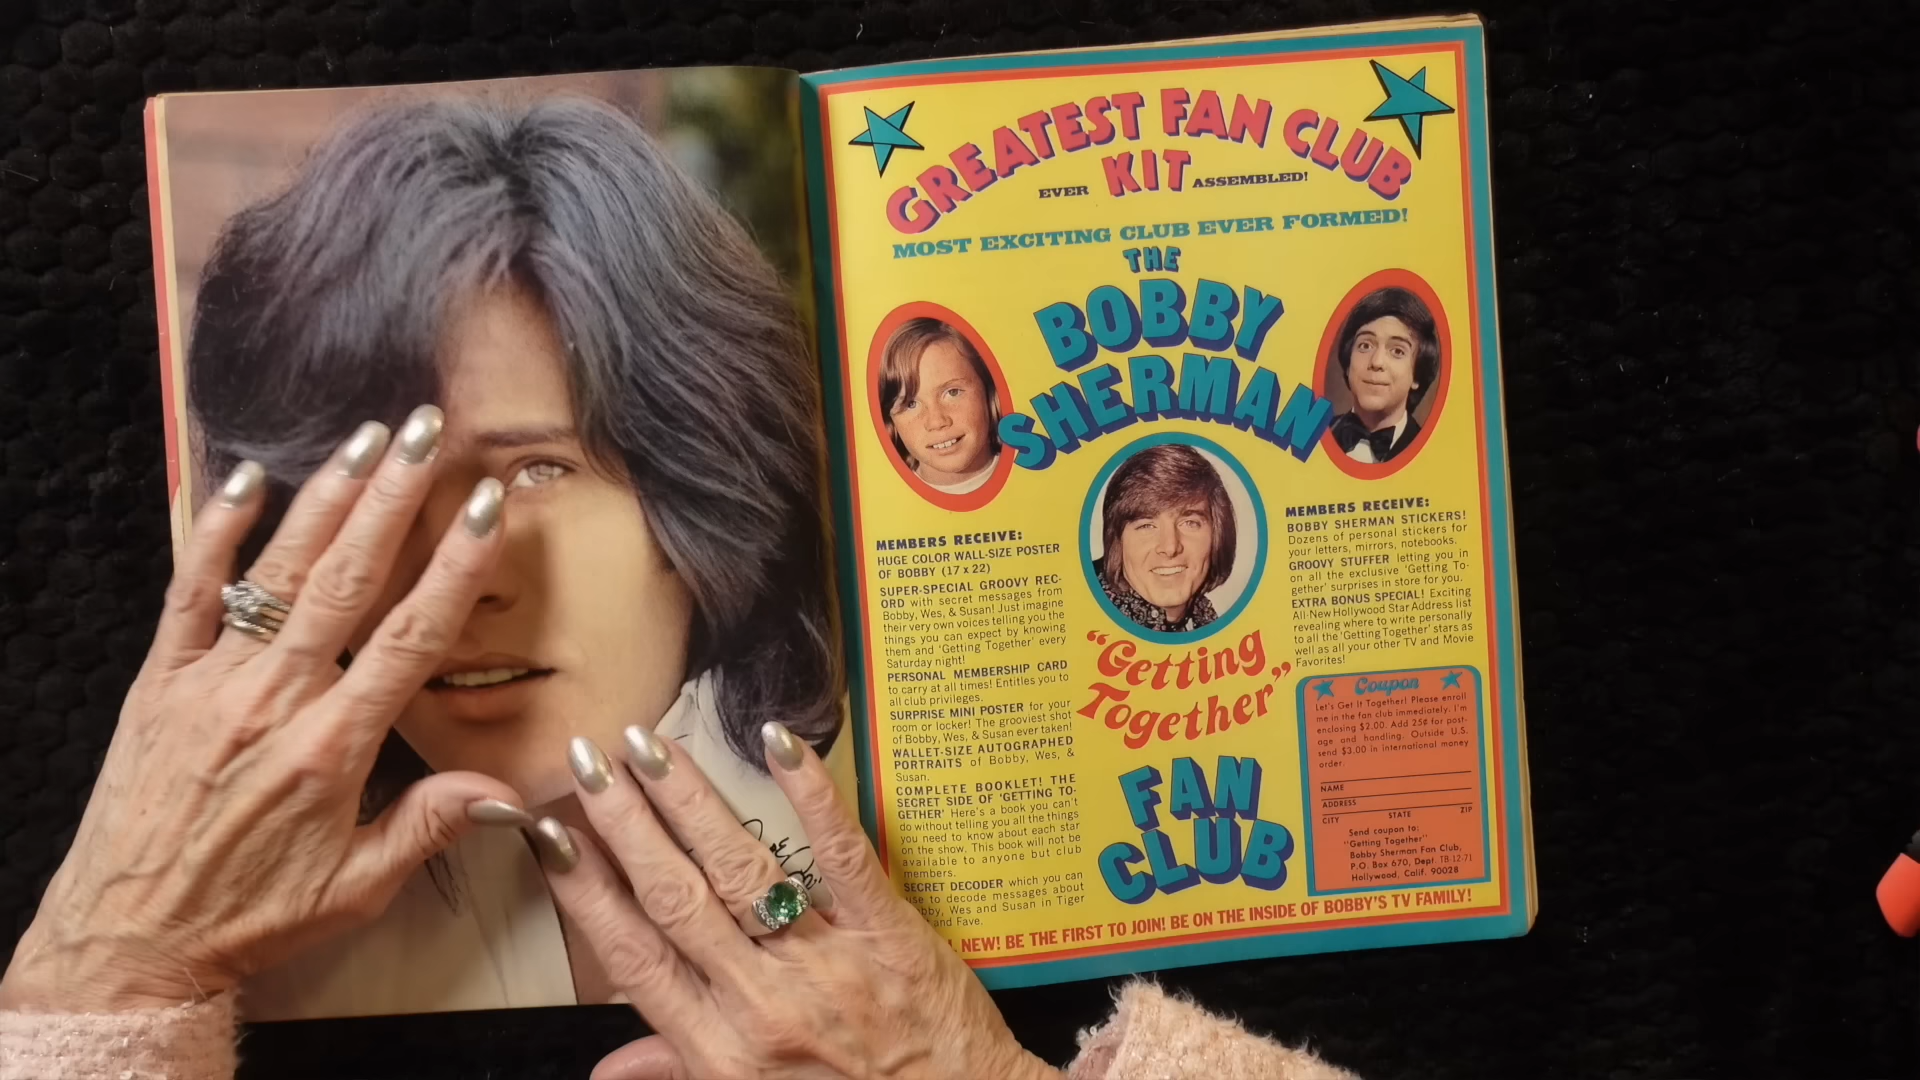 GREATEST FAN CLUB
EVER KIT ASSEMBLED!
MOST EXCITING CLUB EVER FORMED!
THE
BOBBY
SHERMAN
"Getting
Together"
FAN
CLUB
MEMBERS RECEIVE:
HUGE COLOR WALL-SIZE POSTER
OF BOBBY (17 x 22)
SUPER-SPECIAL GROOVY REC-
ORD with secret messages from
Bobby, Wes, & Susan! Just imagine
their very own voices telling you the
things you can expect by knowing
them and 'Getting Together' every
Saturday night!
PERSONAL MEMBERSHIP CARD
to carry at all times! Entitles you to
all club privileges.
SURPRISE MINI POSTER for your
room or locker! The grooviest shot
of Bobby, Wes, & Susan ever taken!
WALLET-SIZE AUTOGRAPHED
PORTRAITS of Bobby, Wes, &
Susan.
COMPLETE BOOKLET! THE
SECRET SIDE OF 'GETTING TO-
GETHER' Here's a book you can't
do without telling you all the things
you need to know about each star
on the show. This book will not be
available to anyone but club
members.
SECRET DECODER which you can
use to decode messages about
Wes and Susan in Tiger
and Fave.
MEMBERS RECEIVE:
BOBBY SHERMAN STICKERS!
Dozens of personal stickers for
your letters, mirrors, notebooks.
GROOVY STUFFER letting you in
on all the exclusive 'Getting To-
gether' surprises in store for you.
EXTRA BONUS SPECIAL! Exciting
All-New Hollywood Star Address list
revealing where to write personally
to all the 'Getting Together' stars as
well as all your other TV and Movie
Favorites!
Coupon
Let's Get It Together! Please enroll
me in the fan club immediately. I'm
enclosing $2.00. Add 25¢ for post-
age and handling. Outside U.S.
send $3.00 in international money
order.
NAME
ADDRESS
CITY STATE ZIP
Send coupon to:
"Getting Together"
Bobby Sherman Fan Club,
P.O. Box 670, Dept. TB-12-71
Hollywood, Calif. 90028
NEW! BE THE FIRST TO JOIN! BE ON THE INSIDE OF BOBBY'S TV FAMILY!